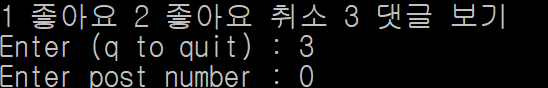 1 좋아요 2 좋아요 취소 3 댓글 보기
Enter (q to quit) : 3
Enter post number : 0